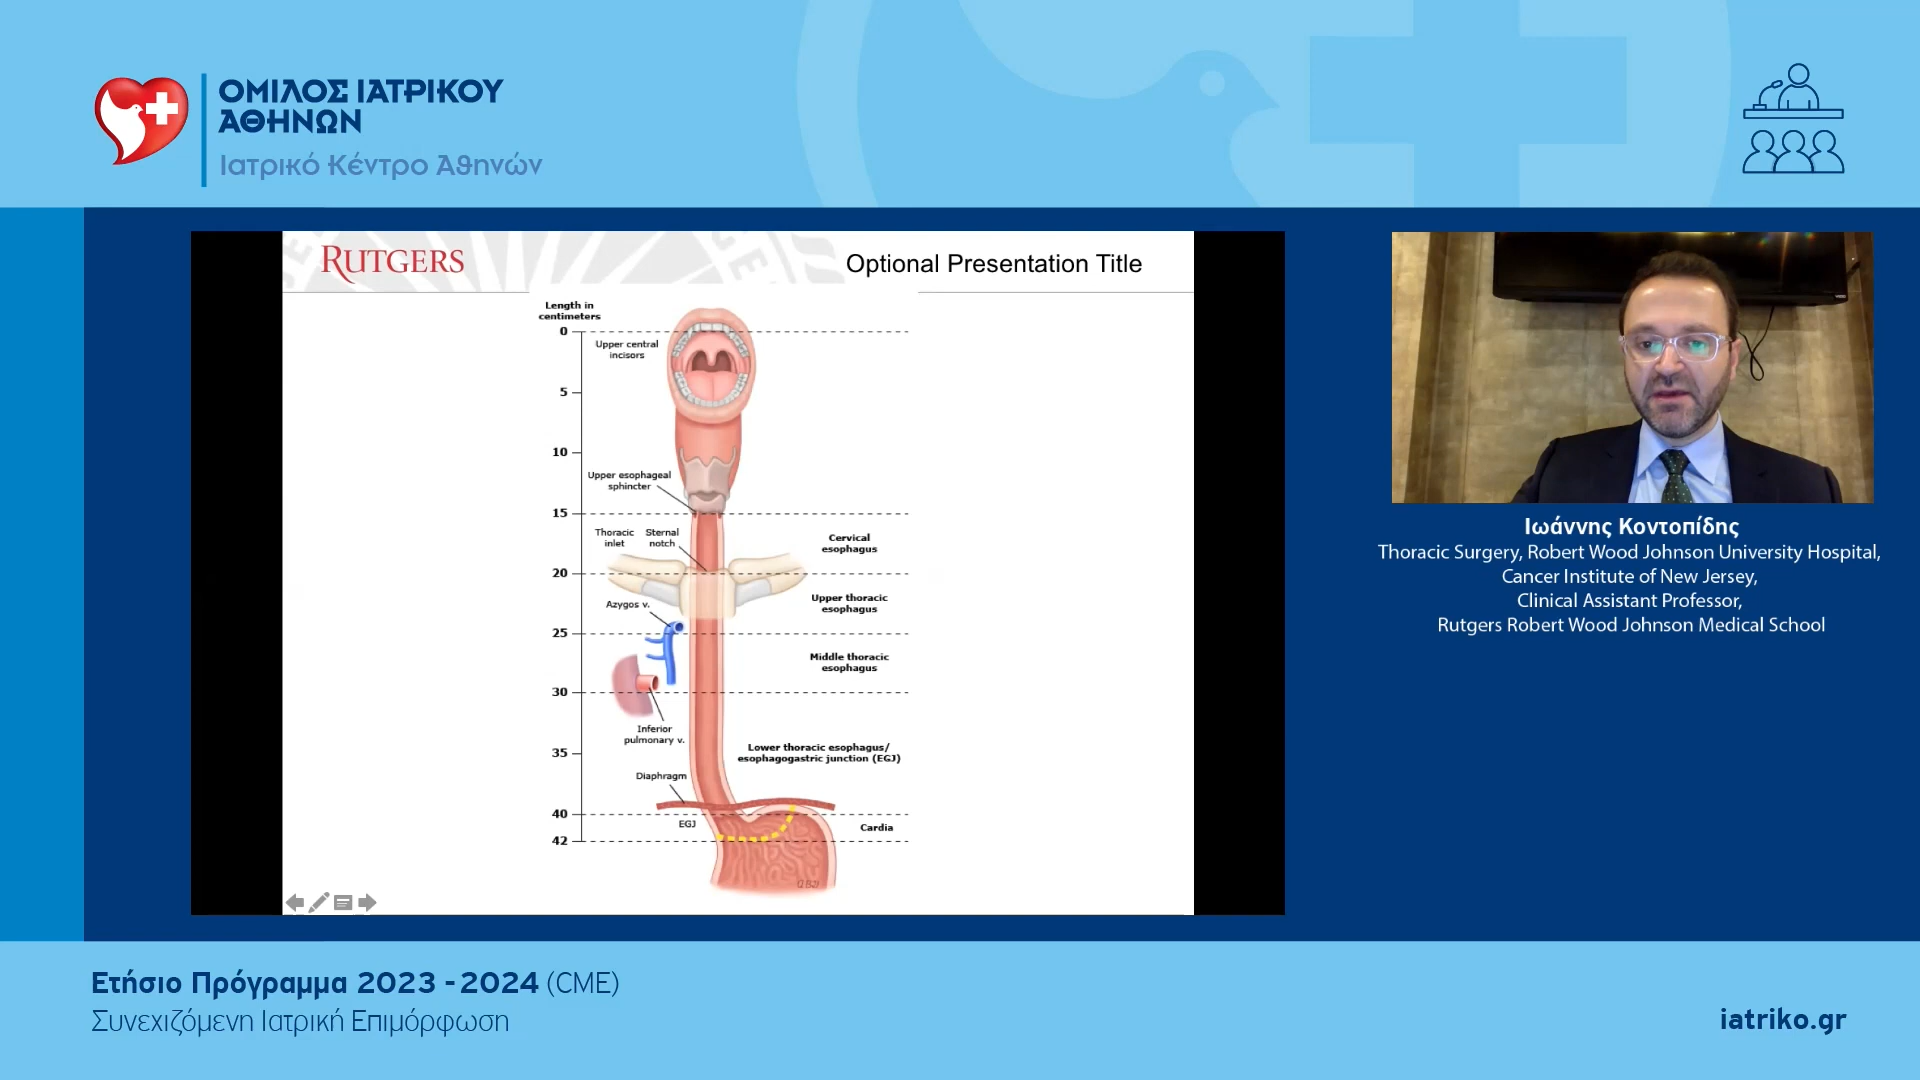 ΟΜΙΛΟΣ ΙΑΤΡΙΚΟΥ
ΑΘΗΝΩΝ
Ιατρικό Κέντρο Αθηνών
RUTGERS
Optional Presentation Title
Length in
centimeters
0
Upper central
incisors
5
10
Upper esophageal
sphincter
15
Thoracic
inlet
Sternal
notch
Cervical
esophagus
20
Upper thoracic
esophagus
Azygos v.
25
Middle thoracic
esophagus
30
Inferior
pulmonary v.
35
Lower thoracic esophagus/
esophagogastric junction (EGJ)
Diaphragm
40
EGJ
Cardia
42
Ιωάννης Κοντοπίδης
Thoracic Surgery, Robert Wood Johnson University Hospital,
Cancer Institute of New Jersey,
Clinical Assistant Professor,
Rutgers Robert Wood Johnson Medical School
Ετήσιο Πρόγραμμα 2023 - 2024 (CME)
Συνεχιζόμενη Ιατρική Επιμόρφωση
iatriko.gr